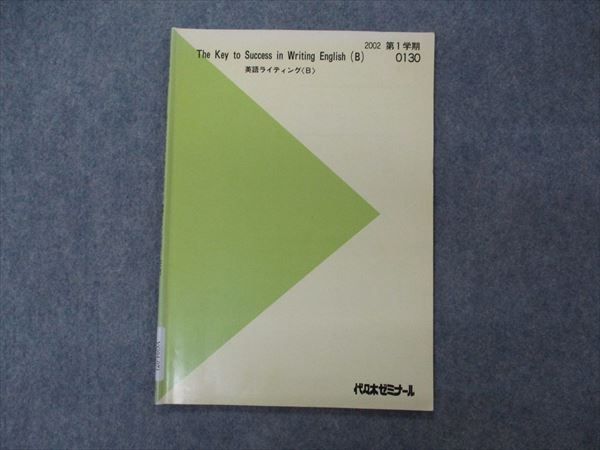 2002 第1学期
The Key to Success in Writing English (B) 0130
英語ライティング〈B〉
代々木ゼミナール